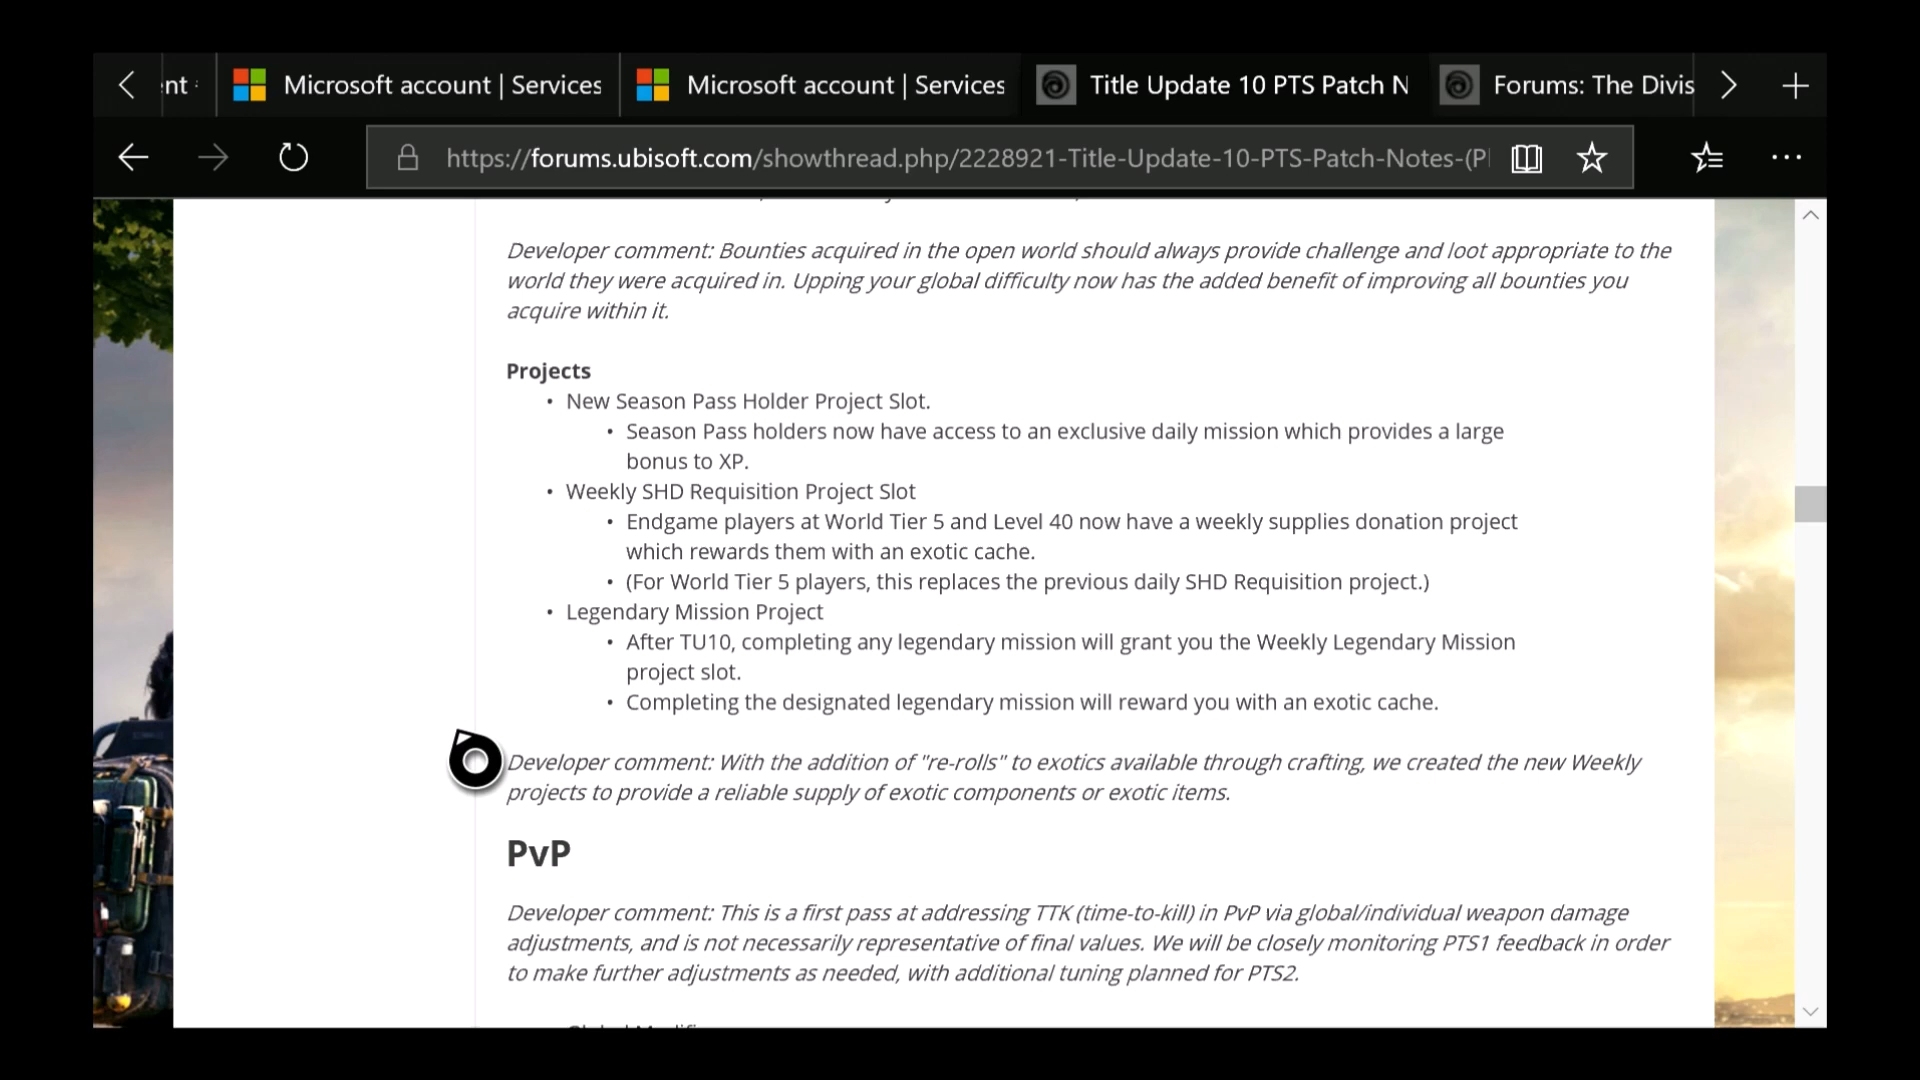 nt
Microsoft account | Services
Microsoft account | Services
Title Update 10 PTS Patch N
Forums: The Divis
https://forums.ubisoft.com/showthread.php/2228921-Title-Update-10-PTS-Patch-Notes-(P
Developer comment: Bounties acquired in the open world should always provide challenge and loot appropriate to the
world they were acquired in. Upping your global difficulty now has the added benefit of improving all bounties you
acquire within it.
Projects
• New Season Pass Holder Project Slot.
• Season Pass holders now have access to an exclusive daily mission which provides a large
bonus to XP.
• Weekly SHD Requisition Project Slot
• Endgame players at World Tier 5 and Level 40 now have a weekly supplies donation project
which rewards them with an exotic cache.
• (For World Tier 5 players, this replaces the previous daily SHD Requisition project.)
• Legendary Mission Project
• After TU10, completing any legendary mission will grant you the Weekly Legendary Mission
project slot.
• Completing the designated legendary mission will reward you with an exotic cache.
Developer comment: With the addition of "re-rolls" to exotics available through crafting, we created the new Weekly
projects to provide a reliable supply of exotic components or exotic items.
PvP
Developer comment: This is a first pass at addressing TTK (time-to-kill) in PvP via global/individual weapon damage
adjustments, and is not necessarily representative of final values. We will be closely monitoring PTS1 feedback in order
to make further adjustments as needed, with additional tuning planned for PTS2.